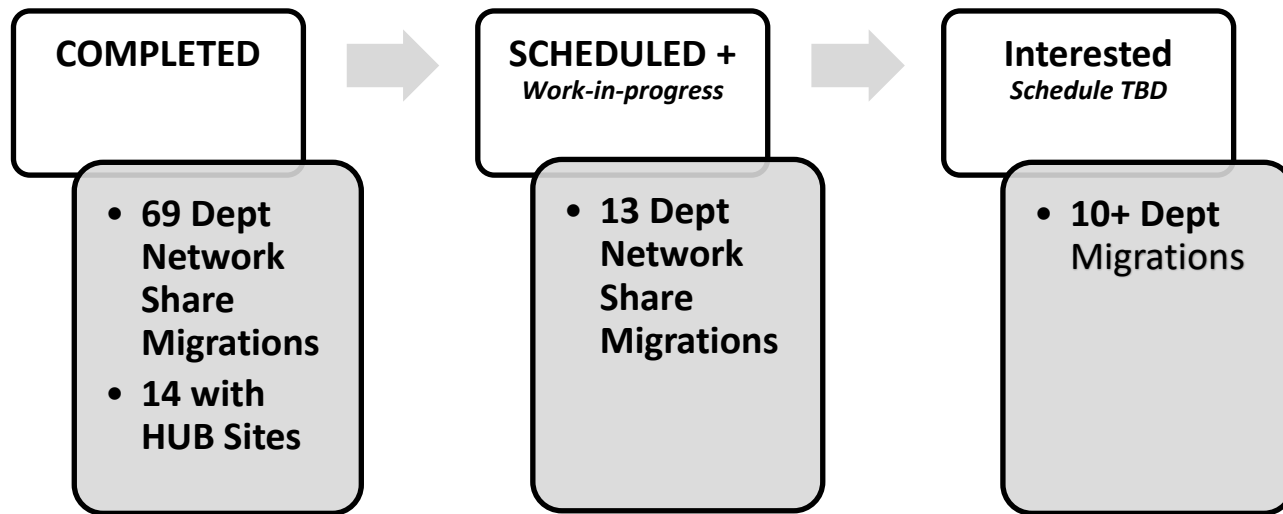 COMPLETED
• 69 Dept
Network
Share
Migrations
• 14 with
HUB Sites
SCHEDULED +
Work-in-progress
• 13 Dept
Network
Share
Migrations
Interested
Schedule TBD
• 10+ Dept
Migrations